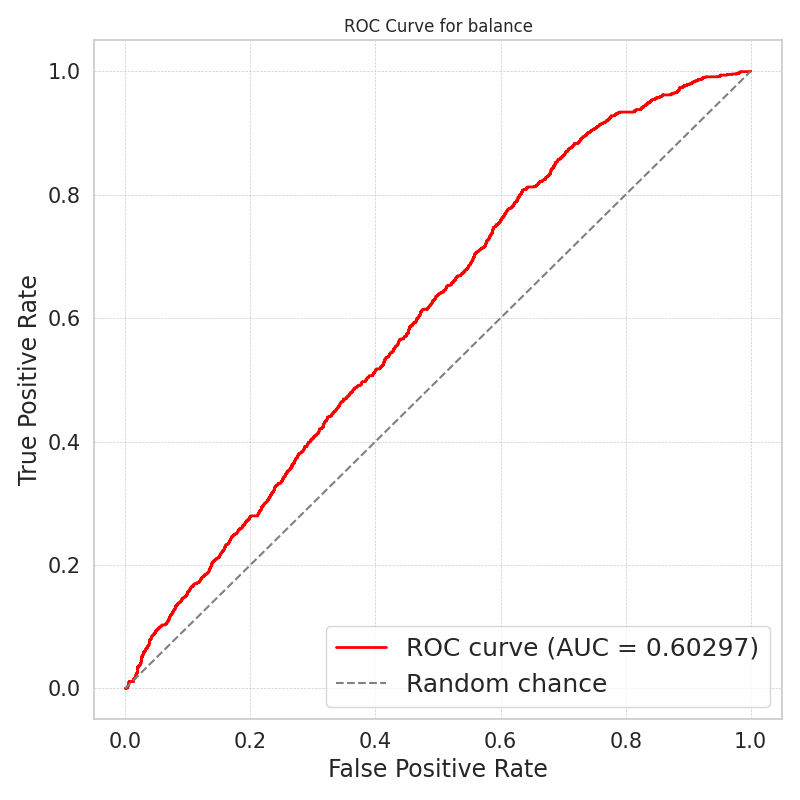 ROC Curve for balance
True Positive Rate
1.0
0.8
0.6
0.4
0.2
0.0
ROC curve (AUC = 0.60297)
Random chance
0.0 0.2 0.4 0.6 0.8 1.0
False Positive Rate